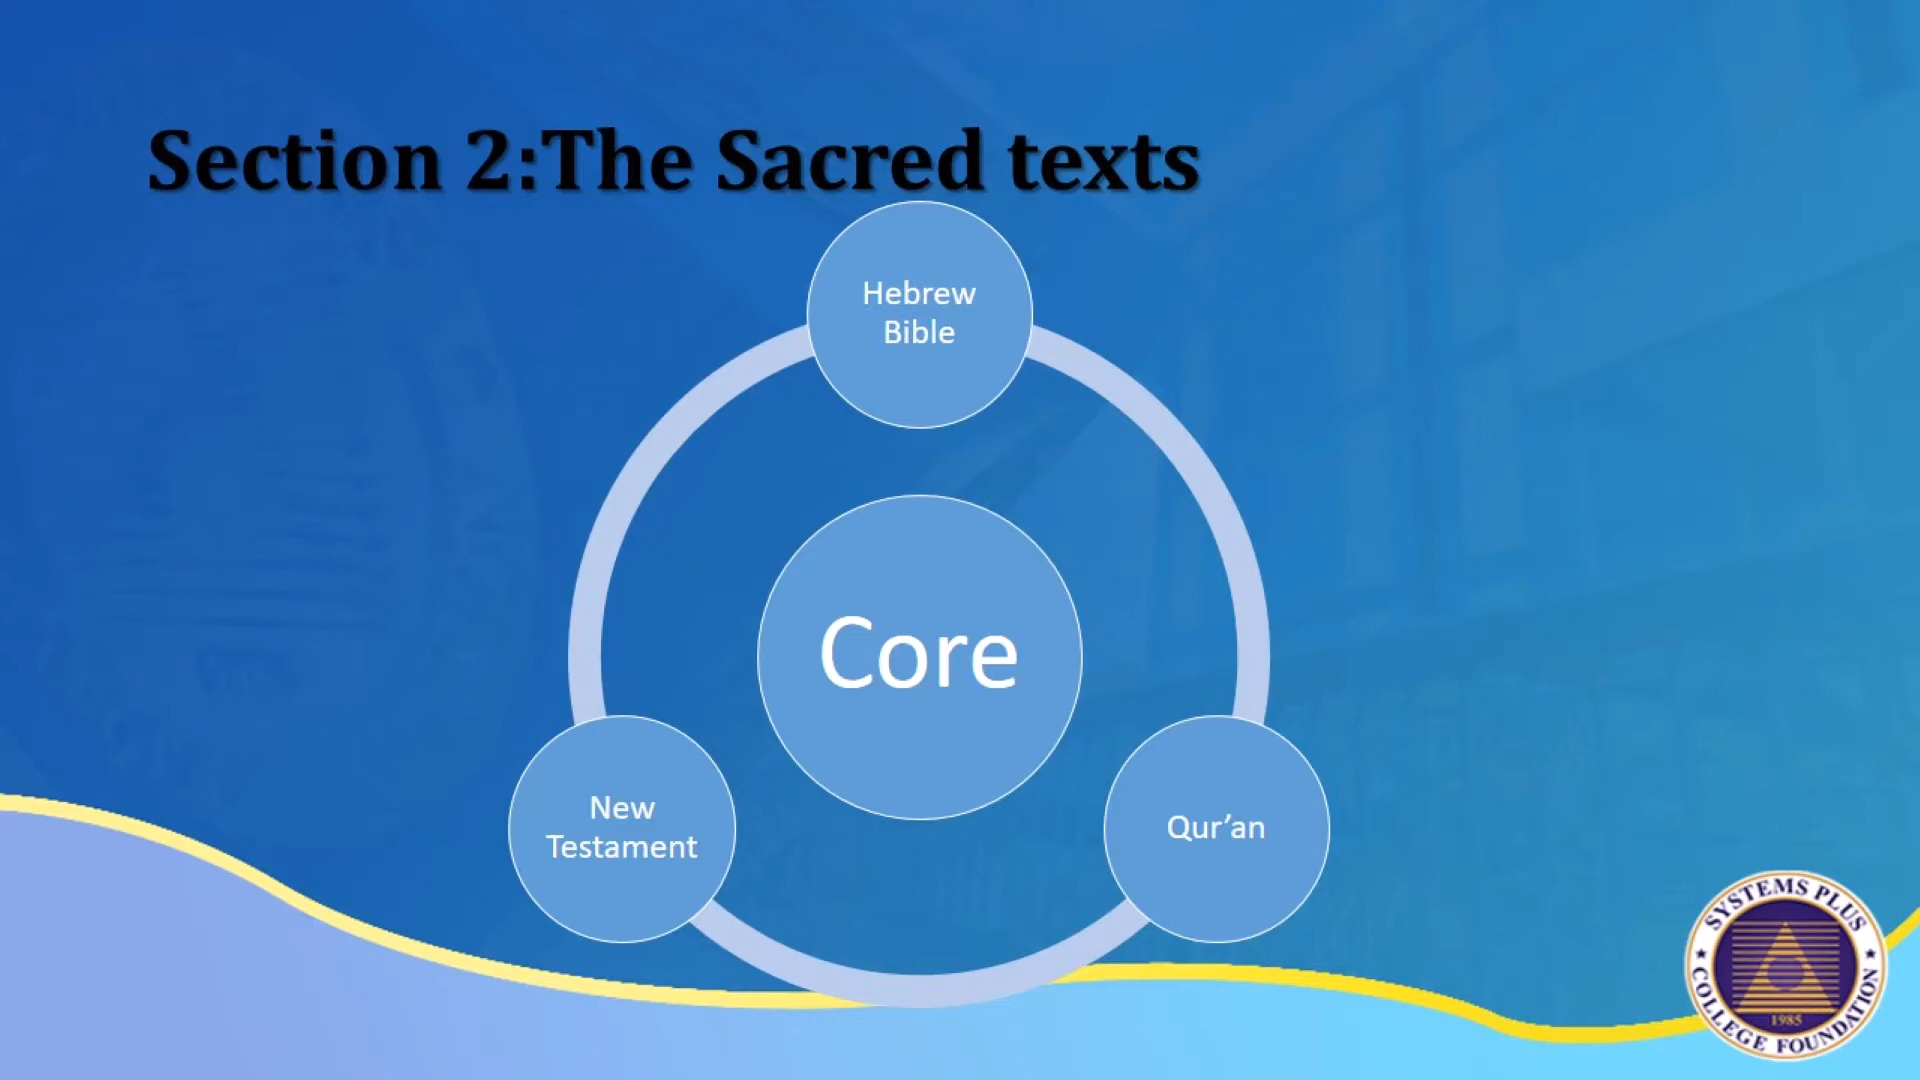 Section 2:The Sacred texts
Hebrew
Bible
Core
New
Testament
Qur’an
SYSTEMS PLUS
COLLEGE FOUNDATION
1985